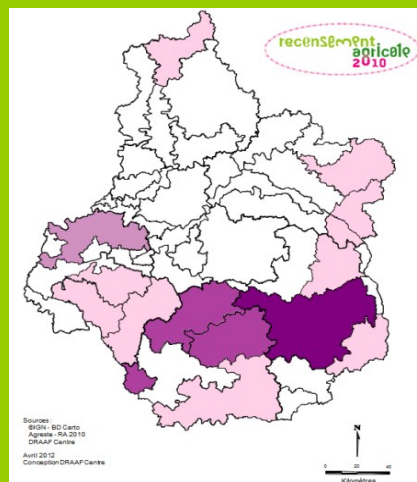 recensement
agricole
2010
Sources :
©IGN - BD Carto
Agreste - RA 2010
DRAAF Centre
Avril 2012
Conception DRAAF Centre
N
0 20 40
Kilomètres